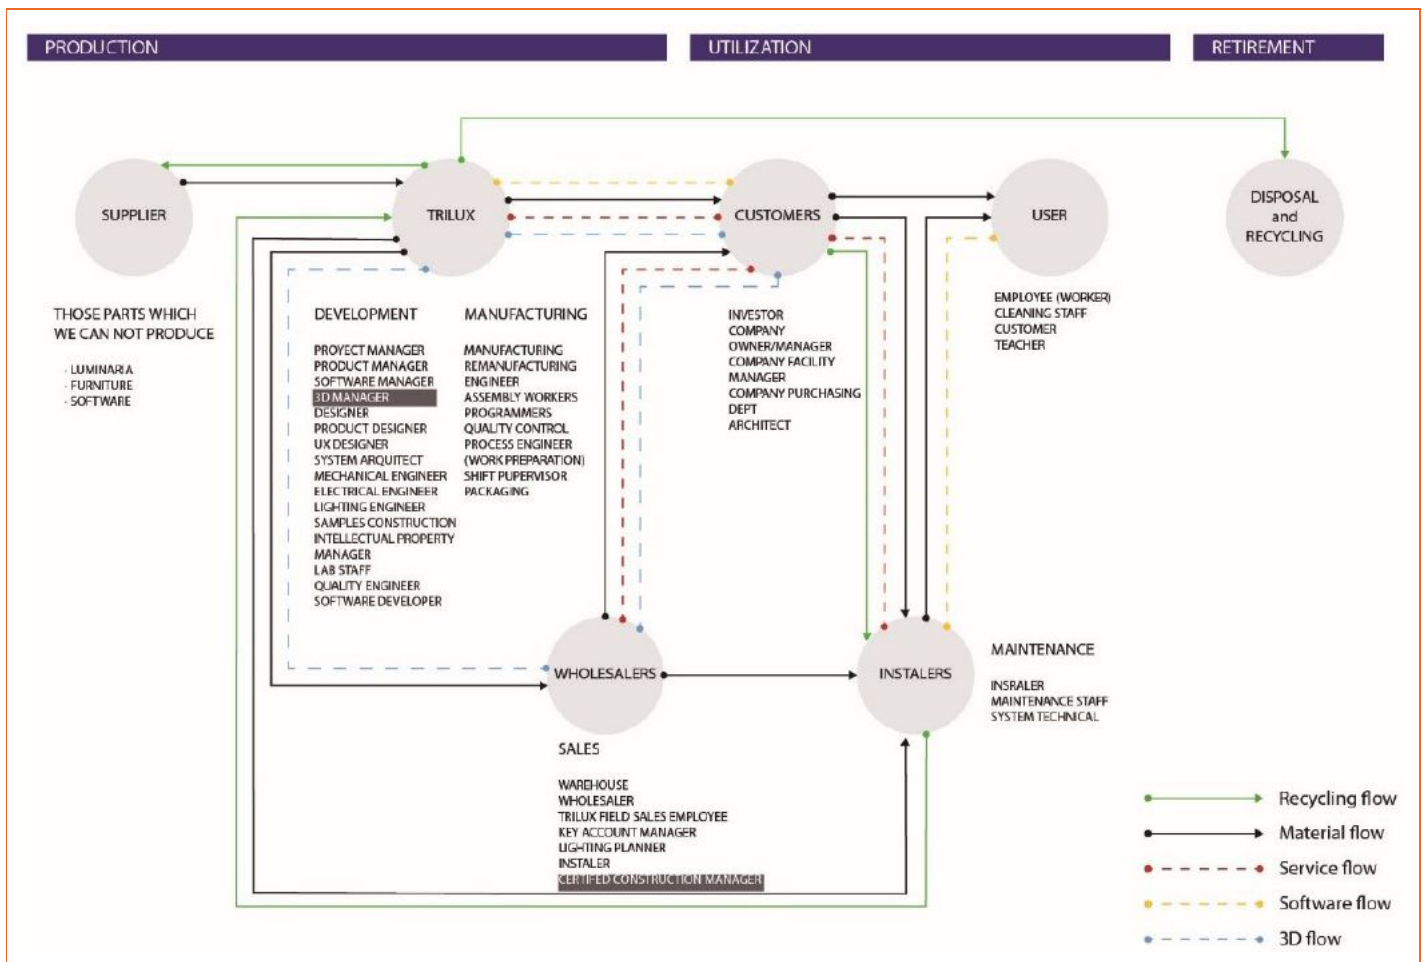 PRODUCTION
UTILIZATION
RETIREMENT
SUPPLIER
TRILUX
CUSTOMERS
USER
DISPOSAL
and
RECYCLING
THOSE PARTS WHICH
WE CAN NOT PRODUCE
- LUMINARIA
- FURNITURE
- SOFTWARE
DEVELOPMENT
PROYECT MANAGER
PRODUCT MANAGER
SOFTWARE MANAGER
3D MANAGER
DESIGNER
PRODUCT DESIGNER
UX DESIGNER
SYSTEM ARQUITECT
MECHANICAL ENGINEER
ELECTRICAL ENGINEER
LIGHTING ENGINEER
SAMPLES CONSTRUCTION
INTELLECTUAL PROPERTY
MANAGER
LAB STAFF
QUALITY ENGINEER
SOFTWARE DEVELOPER
MANUFACTURING
MANUFACTURING
REMANUFACTURING
ENGINEER
ASSEMBLY WORKERS
PROGRAMMERS
QUALITY CONTROL
PROCESS ENGINEER
(WORK PREPARATION)
SHIFT PUPERVISOR
PACKAGING
INVESTOR
COMPANY
OWNER/MANAGER
COMPANY FACILITY
MANAGER
COMPANY PURCHASING
DEPT
ARCHITECT
EMPLOYEE (WORKER)
CLEANING STAFF
CUSTOMER
TEACHER
WHOLESALERS
INSTALERS
SALES
WAREHOUSE
WHOLESALER
TRILUX FIELD SALES EMPLOYEE
KEY ACCOUNT MANAGER
LIGHTING PLANNER
INSTALER
CERTIFED CONSTRUCTION MANAGER
MAINTENANCE
INSRALER
MAINTENANCE STAFF
SYSTEM TECHNICAL
Recycling flow
Material flow
Service flow
Software flow
3D flow